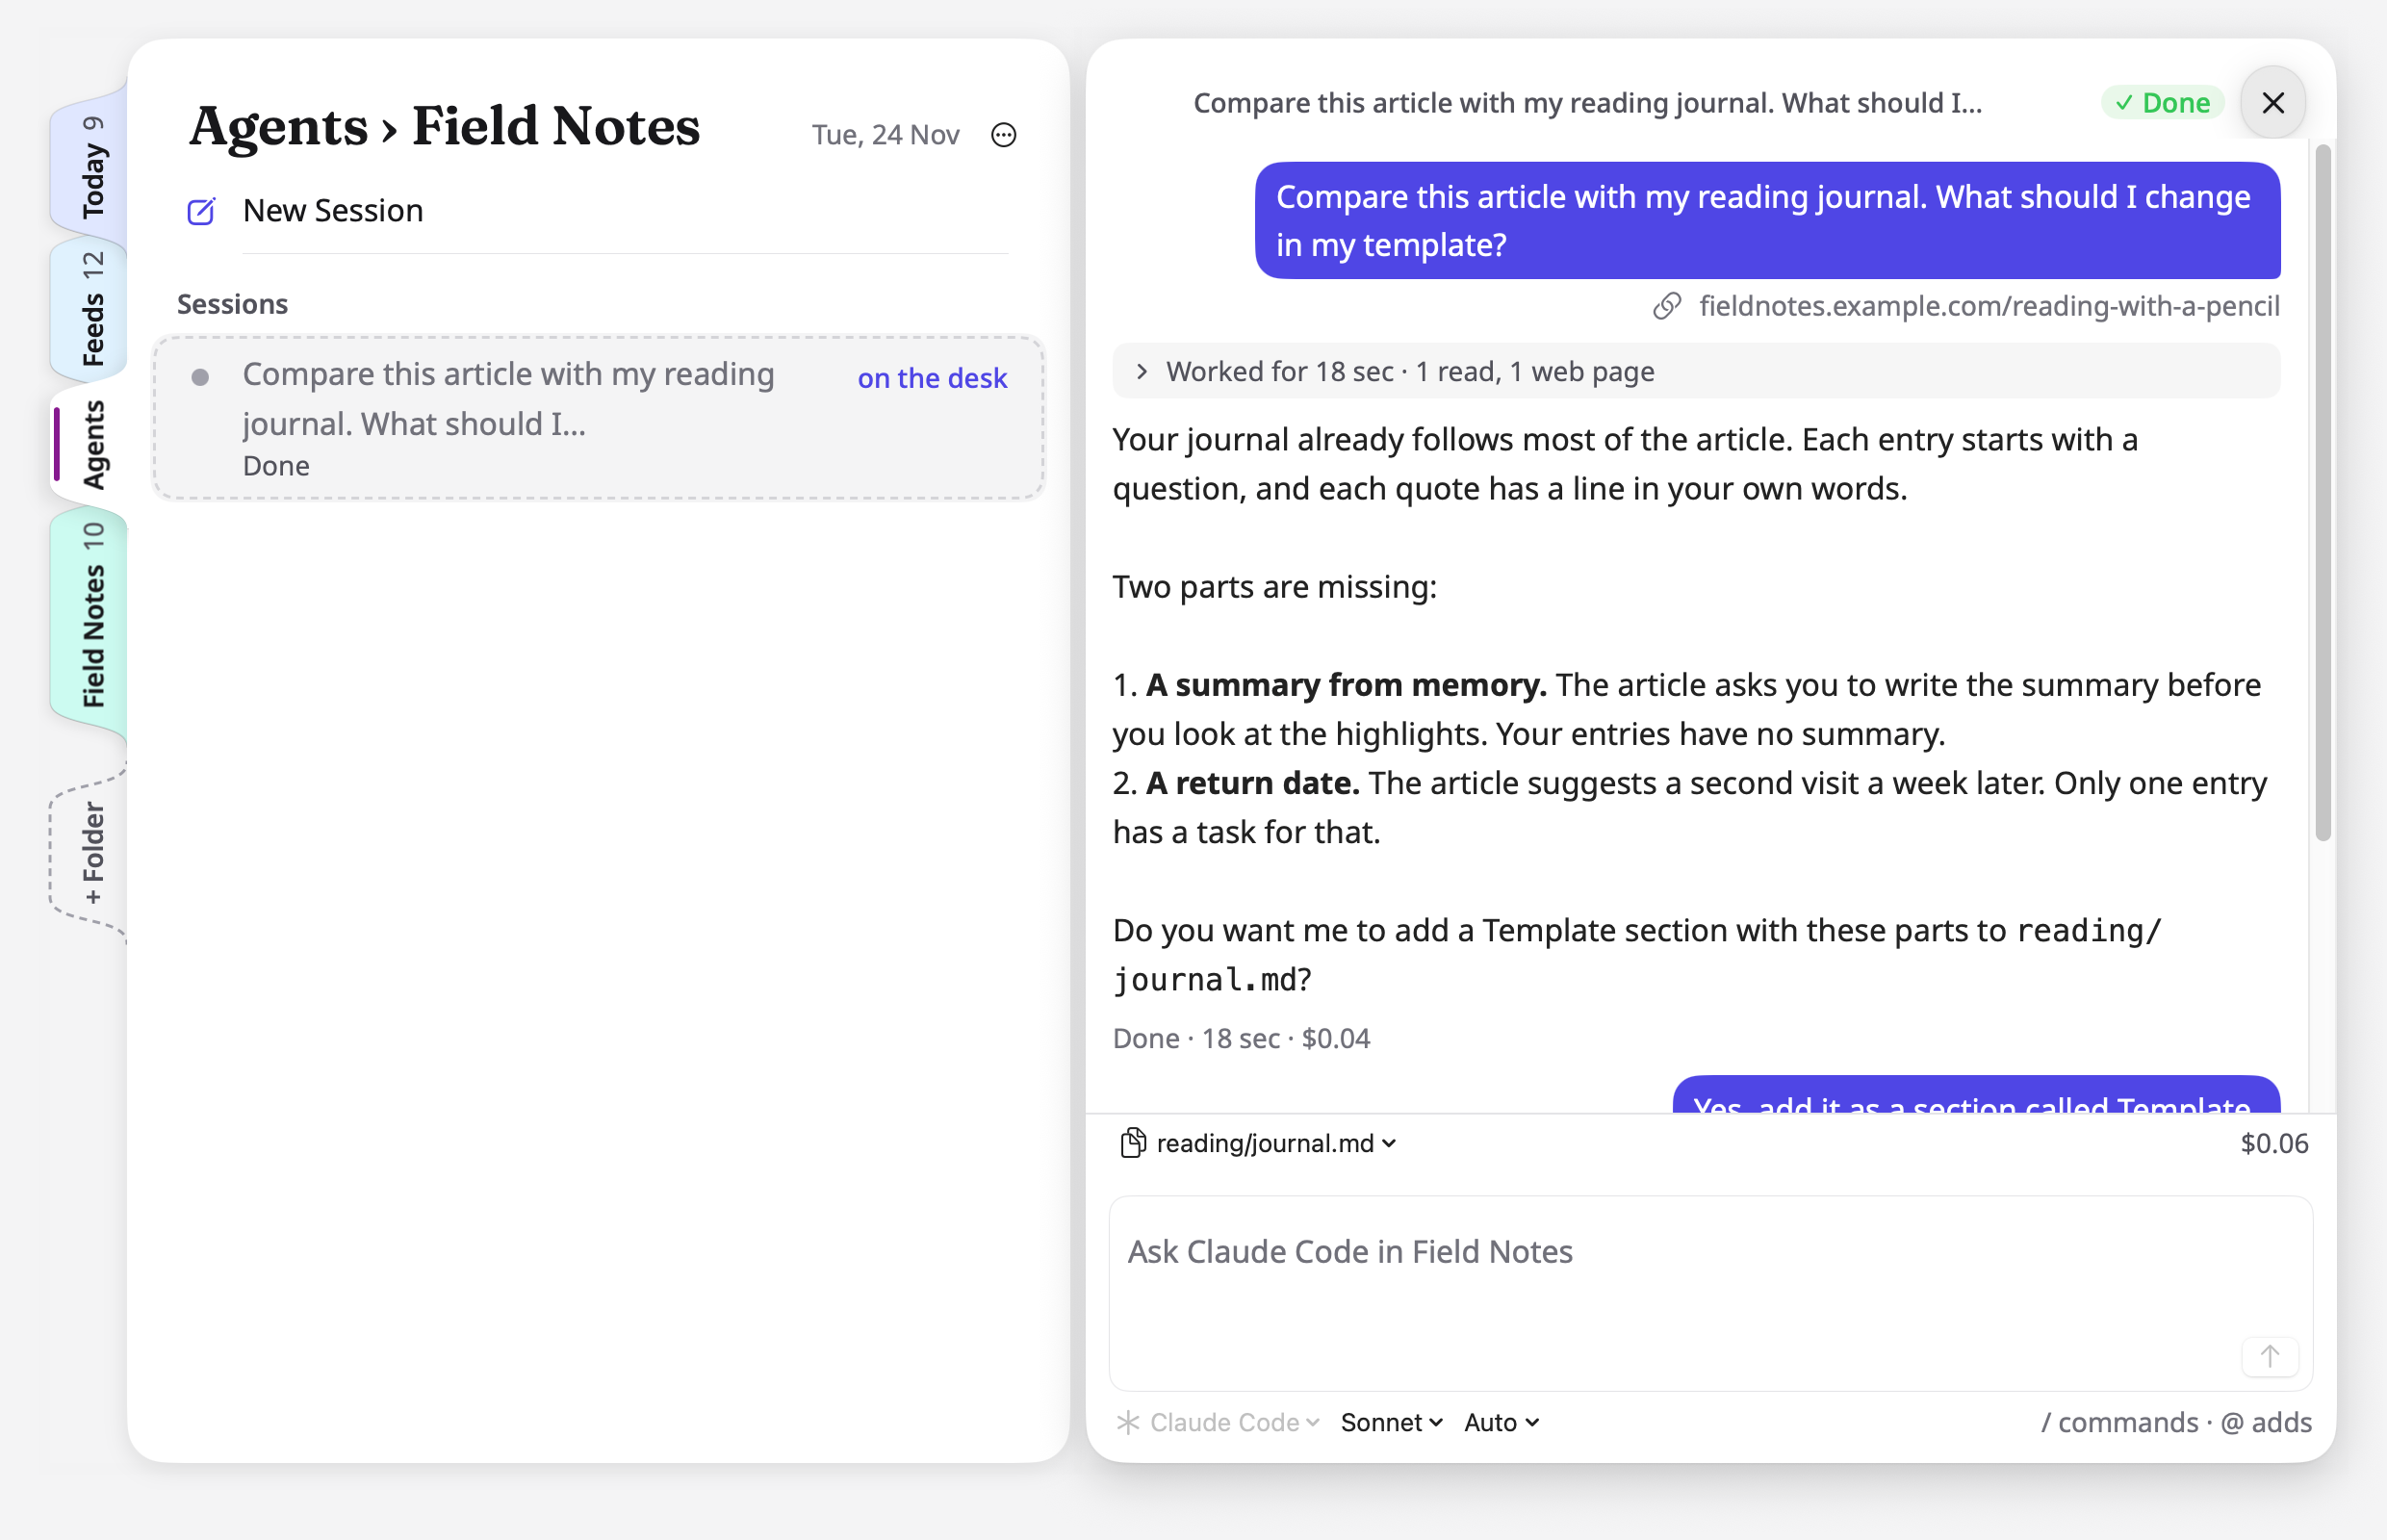 Today 9
Feeds 12
Agents
Field Notes 10
+ Folder
Agents › Field Notes
Tue, 24 Nov
New Session
Sessions
Compare this article with my reading
journal. What should I...
on the desk
Done
Compare this article with my reading journal. What should I...
✓ Done
Compare this article with my reading journal. What should I change
in my template?
fieldnotes.example.com/reading-with-a-pencil
Worked for 18 sec · 1 read, 1 web page
Your journal already follows most of the article. Each entry starts with a
question, and each quote has a line in your own words.
Two parts are missing:
1. A summary from memory. The article asks you to write the summary before
you look at the highlights. Your entries have no summary.
2. A return date. The article suggests a second visit a week later. Only one entry
has a task for that.
Do you want me to add a Template section with these parts to reading/
journal.md?
Done · 18 sec · $0.04
Yes, add it as a section called Template.
reading/journal.md
$0.06
Ask Claude Code in Field Notes
Claude Code
Sonnet
Auto
/ commands · @ adds